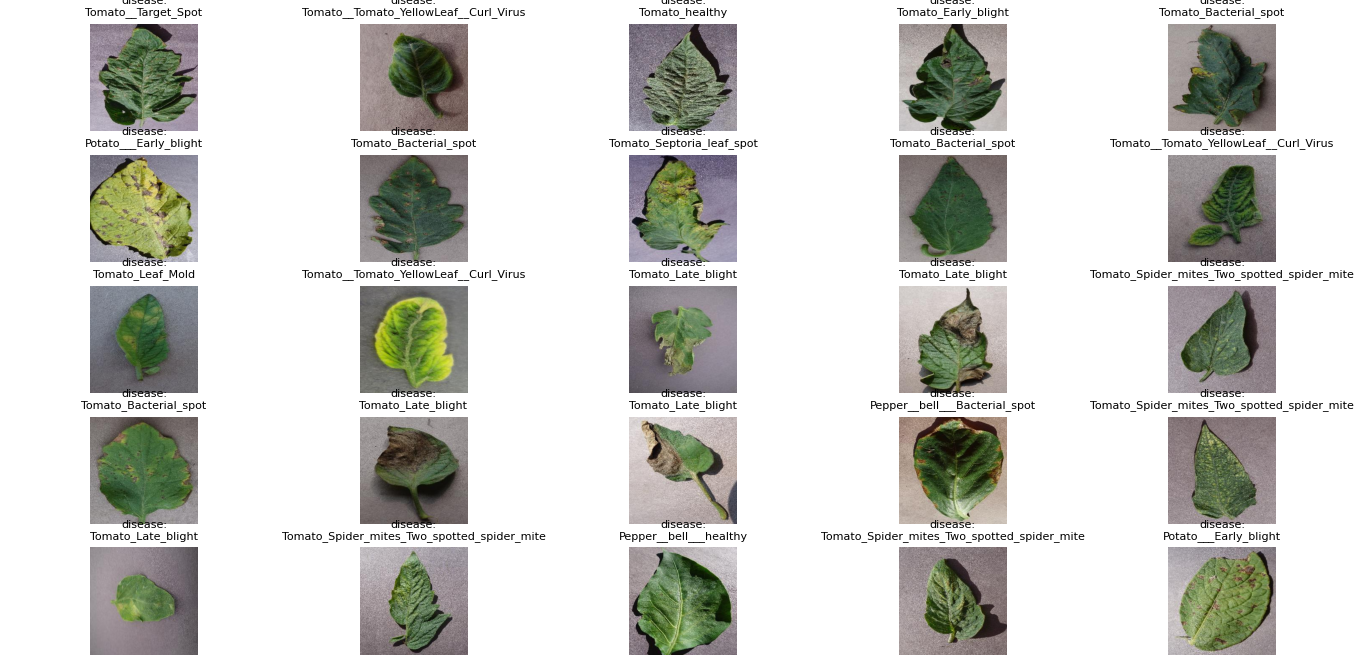 disease: disease: disease: disease: disease:
Tomato__Target_Spot Tomato__Tomato_YellowLeaf__Curl_Virus Tomato_healthy Tomato_Early_blight Tomato_Bacterial_spot
disease: disease: disease: disease: disease:
Potato___Early_blight Tomato_Bacterial_spot Tomato_Septoria_leaf_spot Tomato_Bacterial_spot Tomato__Tomato_YellowLeaf__Curl_Virus
disease: disease: disease: disease: disease:
Tomato_Leaf_Mold Tomato__Tomato_YellowLeaf__Curl_Virus Tomato_Late_blight Tomato_Late_blight Tomato_Spider_mites_Two_spotted_spider_mite
disease: disease: disease: disease: disease:
Tomato_Bacterial_spot Tomato_Late_blight Tomato_Late_blight Pepper__bell___Bacterial_spot Tomato_Spider_mites_Two_spotted_spider_mite
disease: disease: disease: disease: disease:
Tomato_Late_blight Tomato_Spider_mites_Two_spotted_spider_mite Pepper__bell___healthy Tomato_Spider_mites_Two_spotted_spider_mite Potato___Early_blight